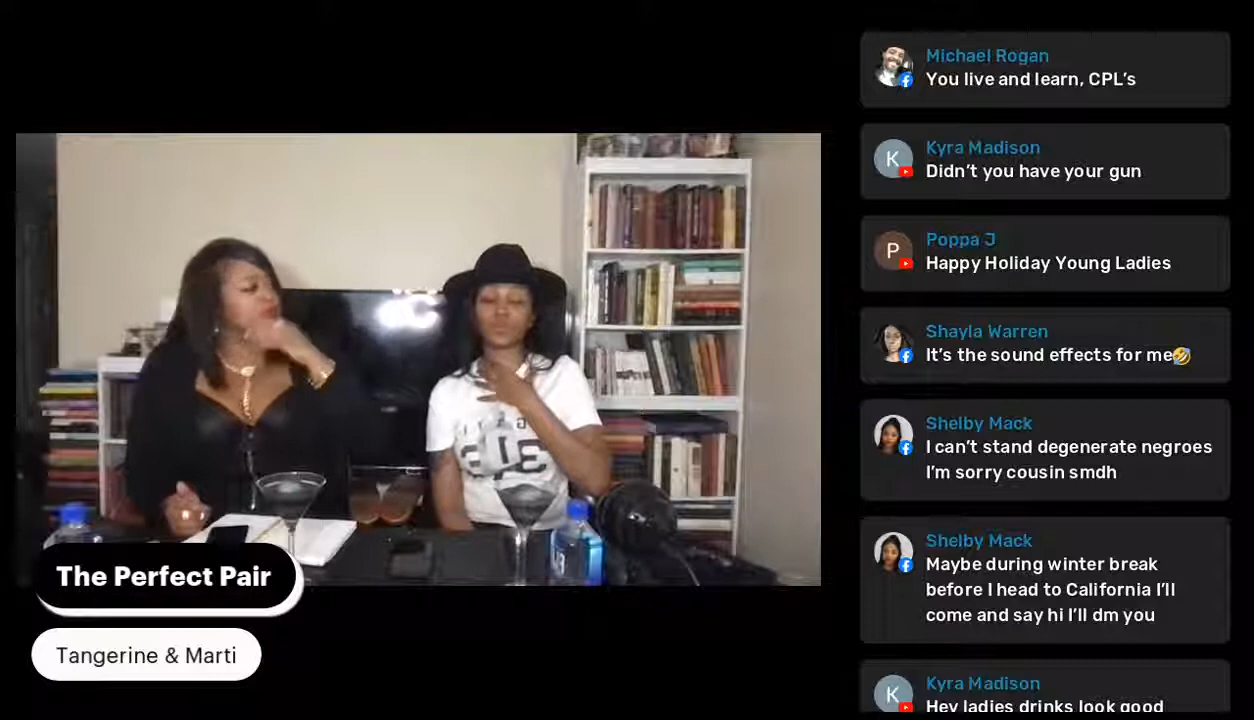 Michael Rogan
You live and learn, CPL's
K
Kyra Madison
Didn't you have your gun
P
Poppa J
Happy Holiday Young Ladies
Shayla Warren
It's the sound effects for me🤣
Shelby Mack
I can't stand degenerate negroes
I'm sorry cousin smdh
Shelby Mack
Maybe during winter break
before I head to California I'll
come and say hi I'll dm you
K
Kyra Madison
Hey ladies drinks look good
The Perfect Pair
Tangerine & Marti